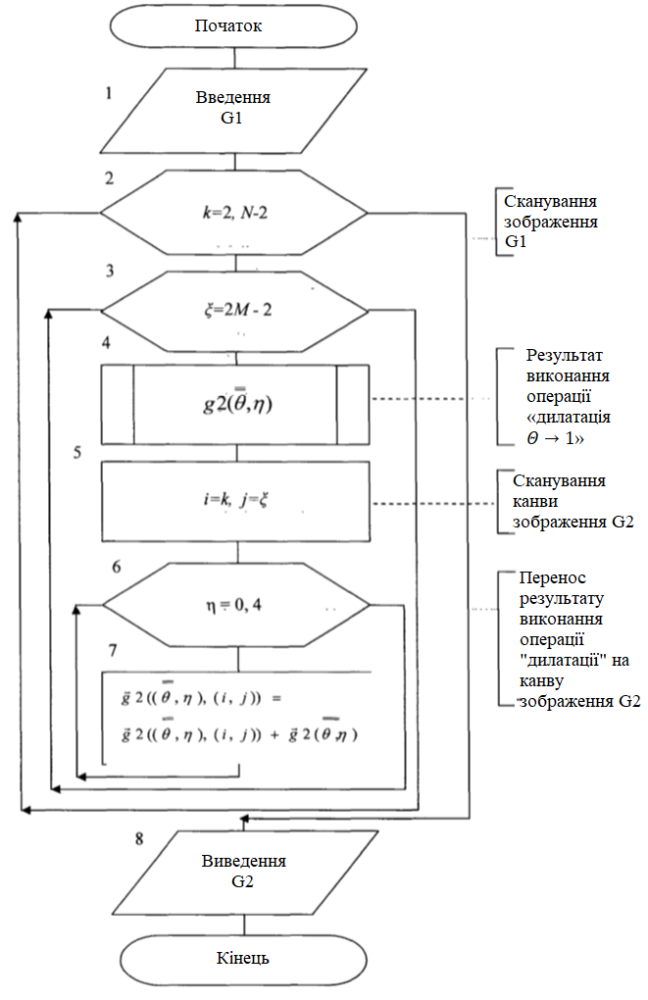 Початок
1
Введення
G1
2
k=2, N-2
Сканування
зображення
G1
3
ξ=2M - 2
4
g2(θ̿,η)
Результат
виконання
операції
«дилатація
Θ → 1»
5
i=k, j=ξ
Сканування
канви
зображення G2
6
η = 0, 4
Перенос
результату
виконання
операції
"дилатації" на
канву
зображення G2
7
g⃗ 2((θ̿, η), (i, j)) =
g⃗ 2((θ̿, η), (i, j)) + g⃗ 2(θ̿,η)
8
Виведення
G2
Кінець